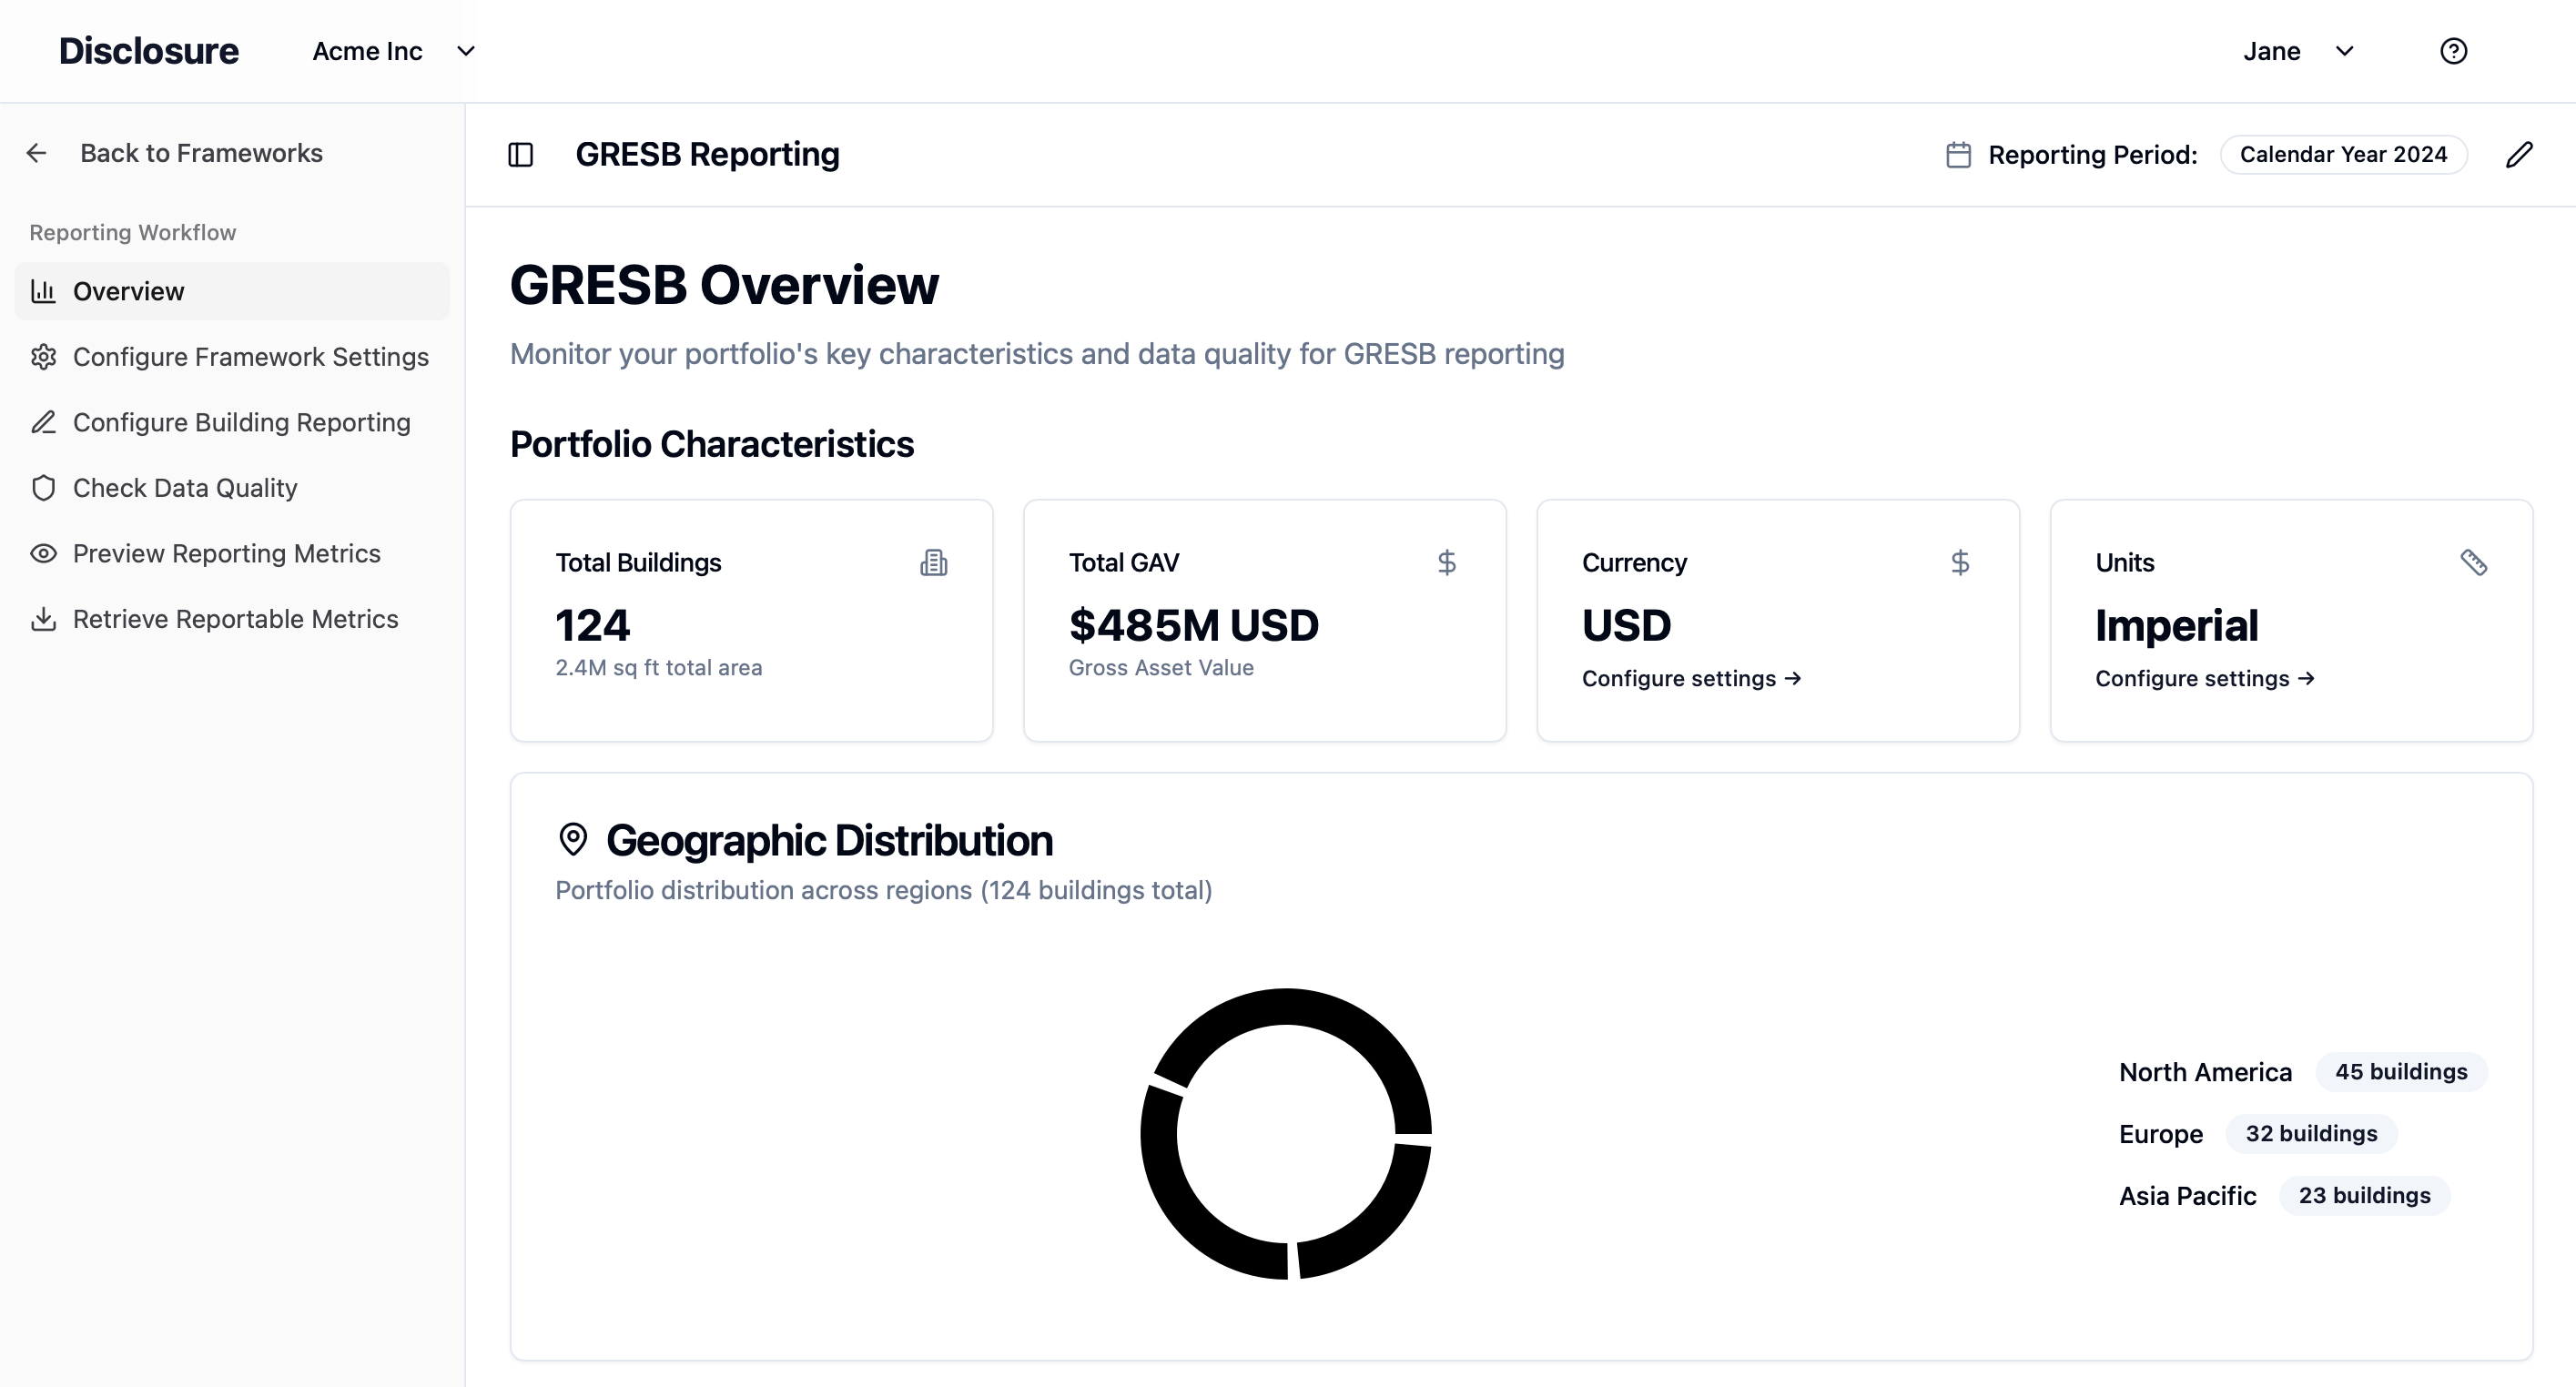 Disclosure
Acme Inc
Jane
Back to Frameworks
Reporting Workflow
Overview
Configure Framework Settings
Configure Building Reporting
Check Data Quality
Preview Reporting Metrics
Retrieve Reportable Metrics
GRESB Reporting
Reporting Period: Calendar Year 2024
GRESB Overview
Monitor your portfolio's key characteristics and data quality for GRESB reporting
Portfolio Characteristics
Total Buildings
124
2.4M sq ft total area
Total GAV
$485M USD
Gross Asset Value
Currency
USD
Configure settings →
Units
Imperial
Configure settings →
Geographic Distribution
Portfolio distribution across regions (124 buildings total)
North America 45 buildings
Europe 32 buildings
Asia Pacific 23 buildings